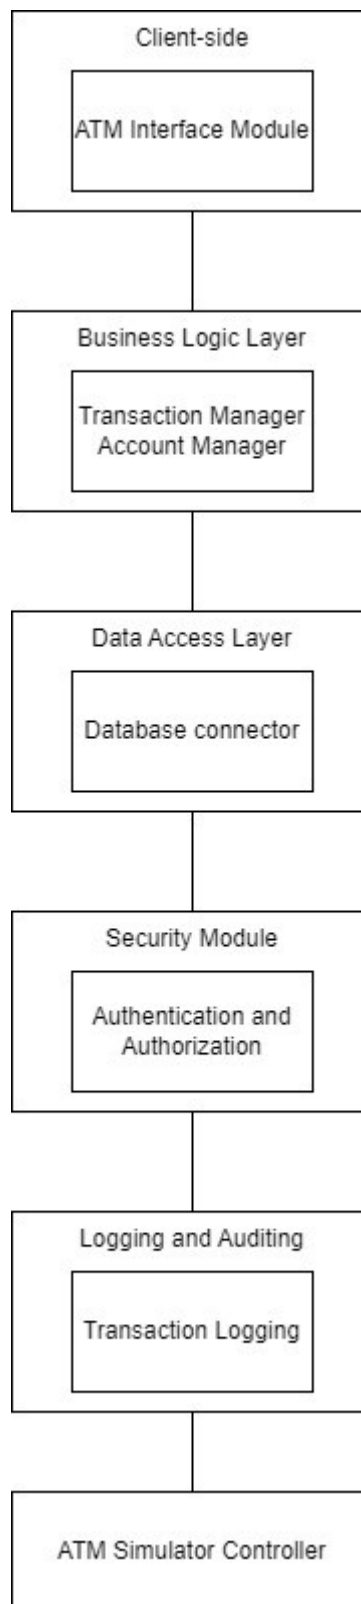 Client-side
ATM Interface Module
Business Logic Layer
Transaction Manager
Account Manager
Data Access Layer
Database connector
Security Module
Authentication and
Authorization
Logging and Auditing
Transaction Logging
ATM Simulator Controller